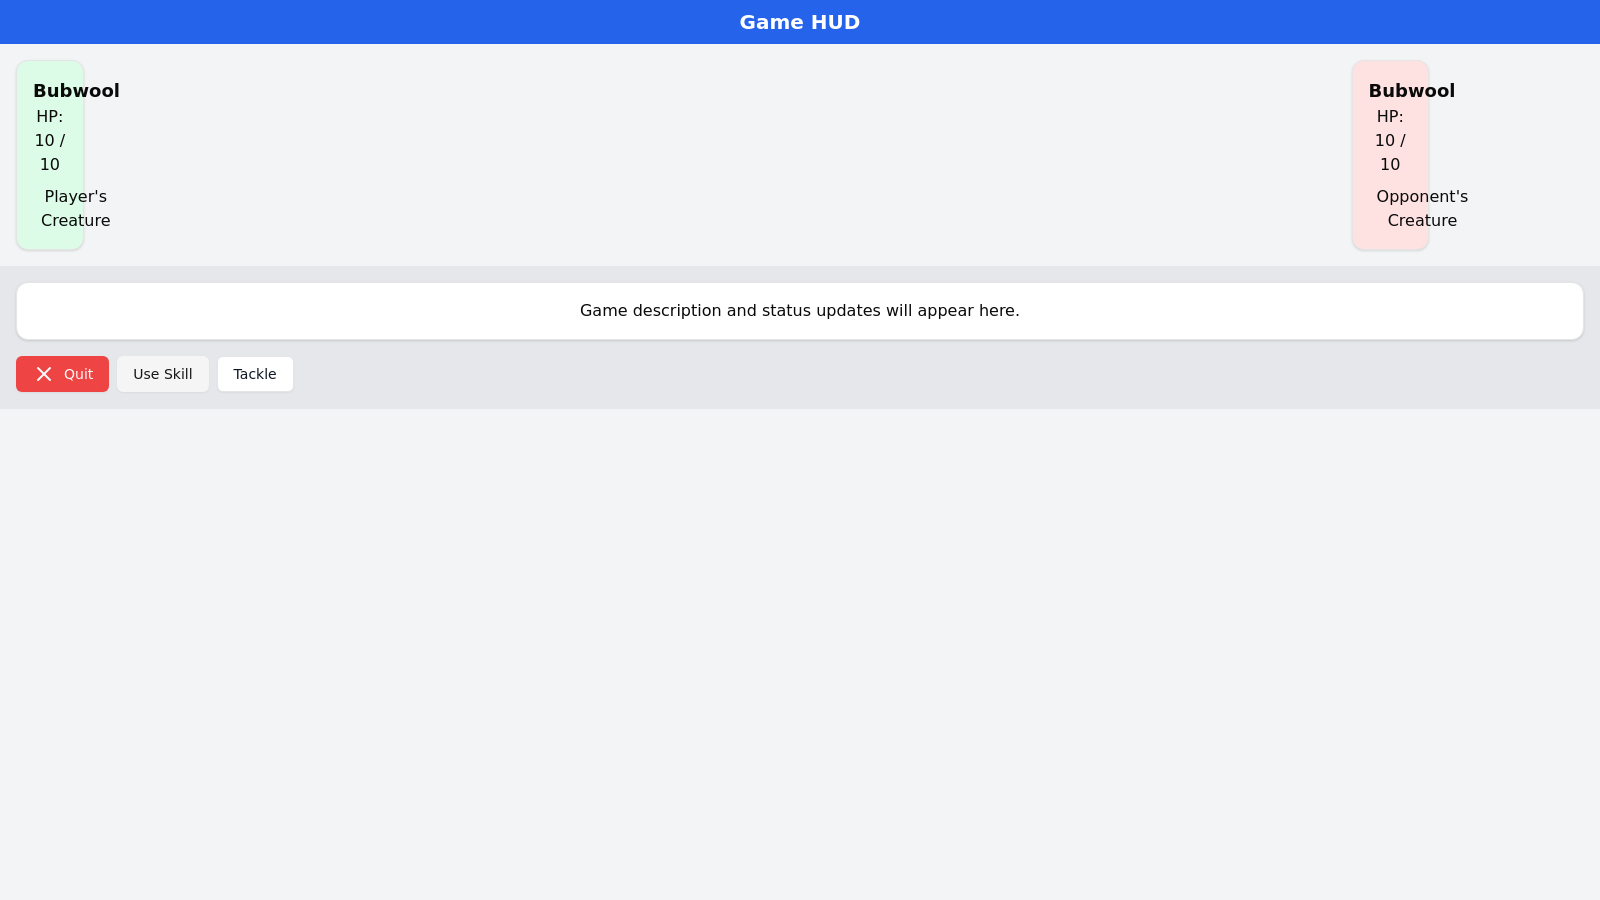 Game HUD
Bubwool
HP:
10 /
10
Player's
Creature
Bubwool
HP:
10 /
10
Opponent's
Creature
Game description and status updates will appear here.
Quit
Use Skill
Tackle